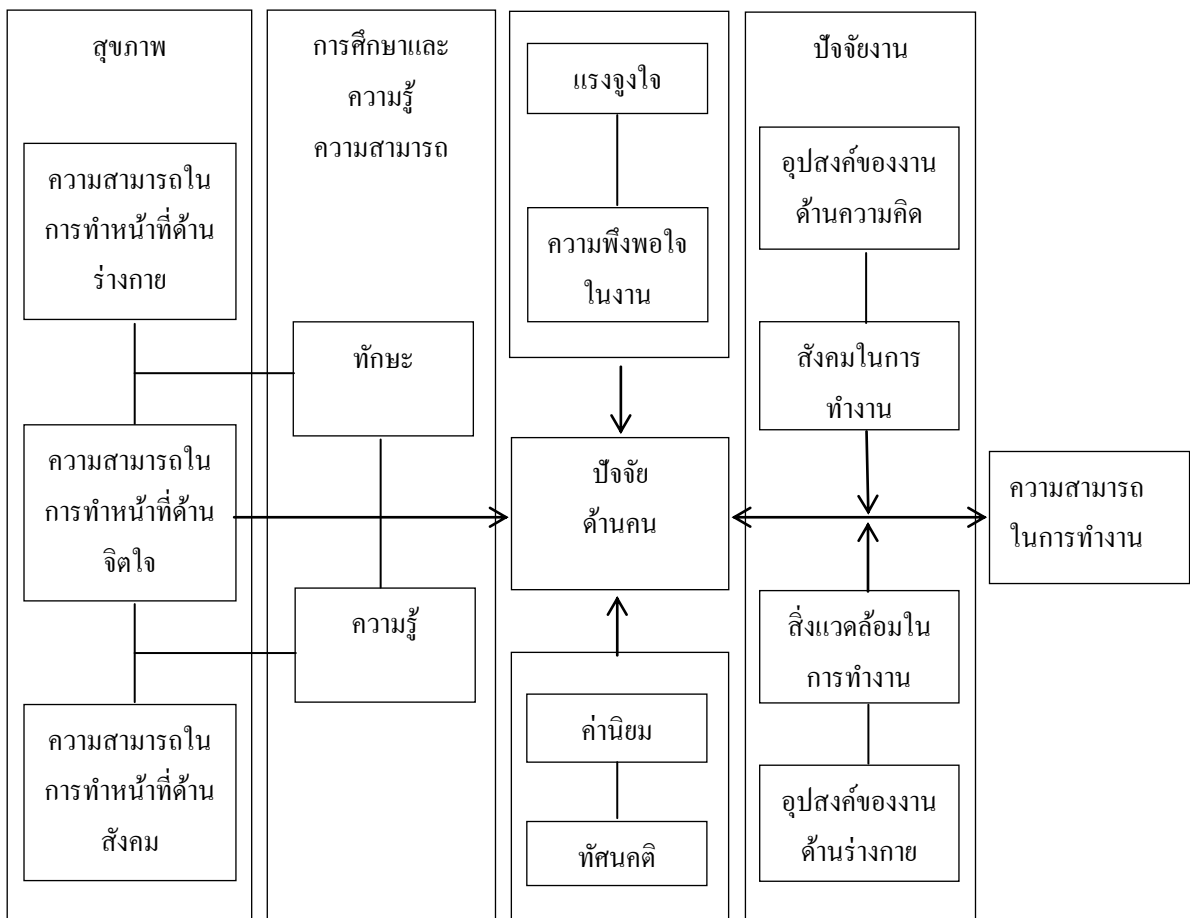 สุขภาพ
ความสามารถใน
การทำหน้าที่ด้าน
ร่างกาย
ความสามารถใน
การทำหน้าที่ด้าน
จิตใจ
ความสามารถใน
การทำหน้าที่ด้าน
สังคม
การศึกษาและ
ความรู้
ความสามารถ
ทักษะ
ความรู้
แรงจูงใจ
ความพึงพอใจ
ในงาน
ปัจจัย
ด้านคน
ค่านิยม
ทัศนคติ
ปัจจัยงาน
อุปสงค์ของงาน
ด้านความคิด
สังคมในการ
ทำงาน
สิ่งแวดล้อมใน
การทำงาน
อุปสงค์ของงาน
ด้านร่างกาย
ความสามารถ
ในการทำงาน